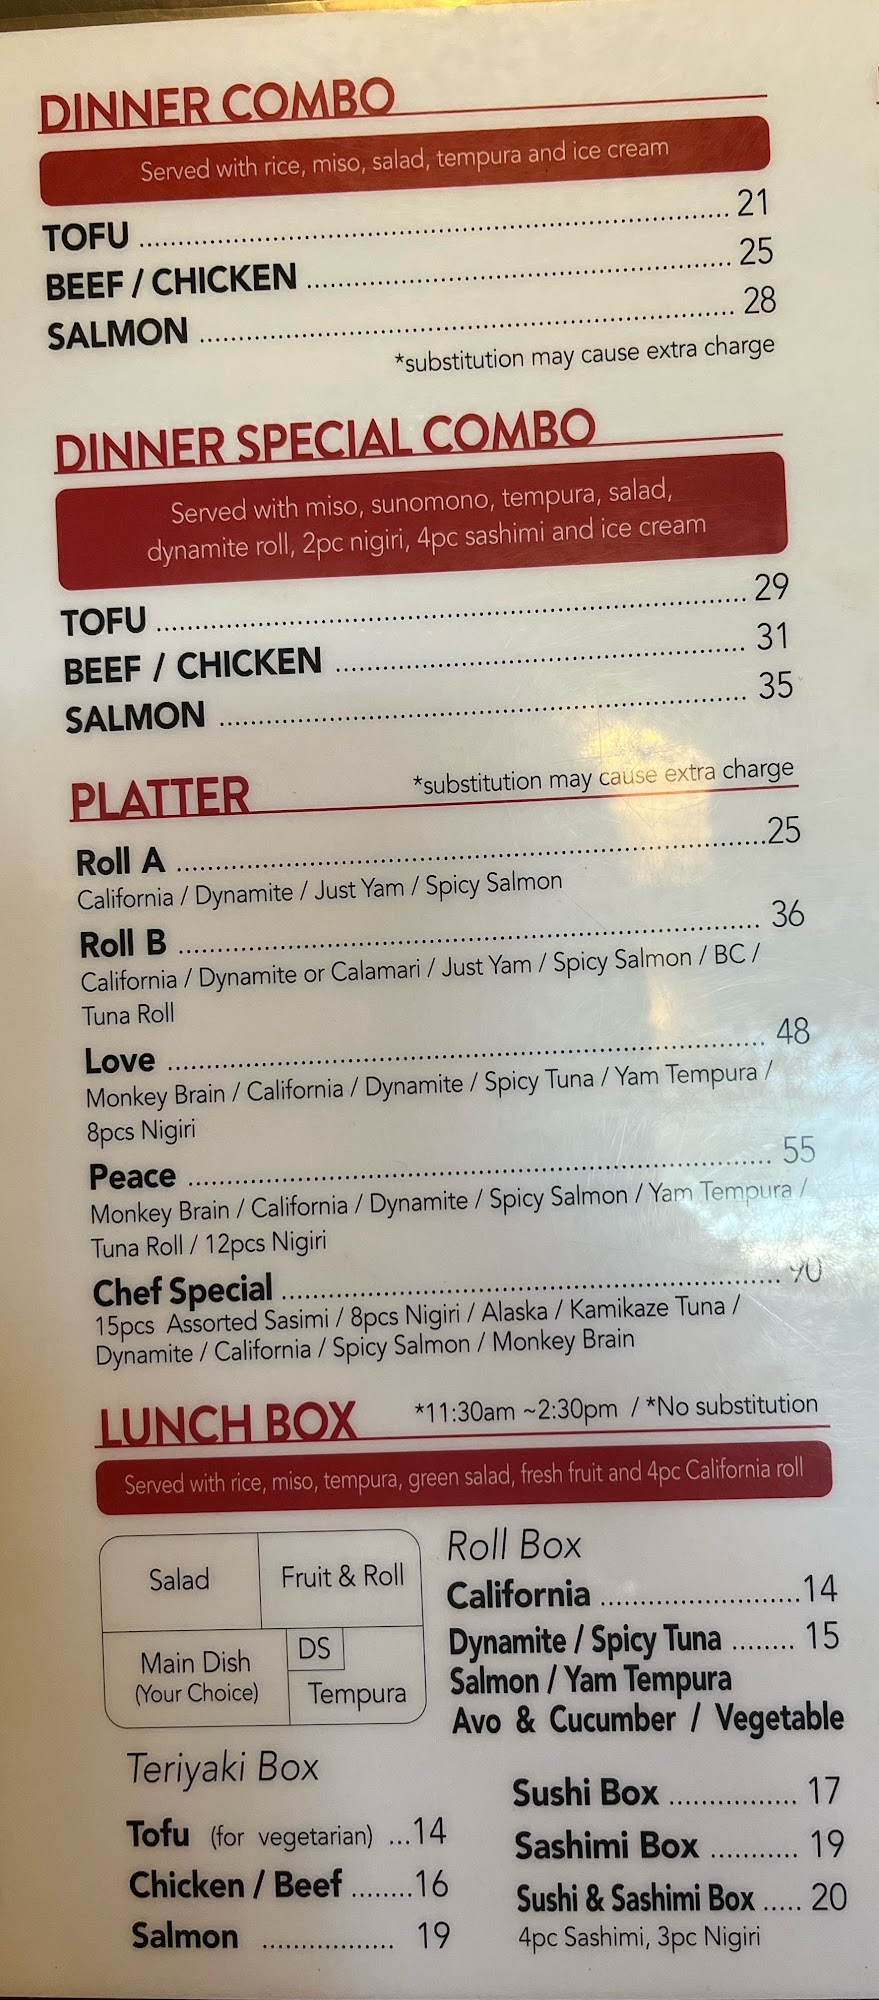 DINNER COMBO
Served with rice, miso, salad, tempura and ice cream
TOFU 21
BEEF / CHICKEN 25
SALMON 28
*substitution may cause extra charge
DINNER SPECIAL COMBO
Served with miso, sunomono, tempura, salad,
dynamite roll, 2pc nigiri, 4pc sashimi and ice cream
TOFU 29
BEEF / CHICKEN 31
SALMON 35
PLATTER *substitution may cause extra charge
Roll A 25
California / Dynamite / Just Yam / Spicy Salmon
Roll B 36
California / Dynamite or Calamari / Just Yam / Spicy Salmon / BC /
Tuna Roll
Love 48
Monkey Brain / California / Dynamite / Spicy Tuna / Yam Tempura /
8pcs Nigiri
Peace 55
Monkey Brain / California / Dynamite / Spicy Salmon / Yam Tempura /
Tuna Roll / 12pcs Nigiri
Chef Special 90
15pcs Assorted Sasimi / 8pcs Nigiri / Alaska / Kamikaze Tuna /
Dynamite / California / Spicy Salmon / Monkey Brain
LUNCH BOX *11:30am ~2:30pm / *No substitution
Served with rice, miso, tempura, green salad, fresh fruit and 4pc California roll
Salad
Fruit & Roll
Main Dish
(Your Choice)
DS
Tempura
Roll Box
California 14
Dynamite / Spicy Tuna 15
Salmon / Yam Tempura
Avo & Cucumber / Vegetable
Teriyaki Box
Tofu (for vegetarian) 14
Chicken / Beef 16
Salmon 19
Sushi Box 17
Sashimi Box 19
Sushi & Sashimi Box 20
4pc Sashimi, 3pc Nigiri